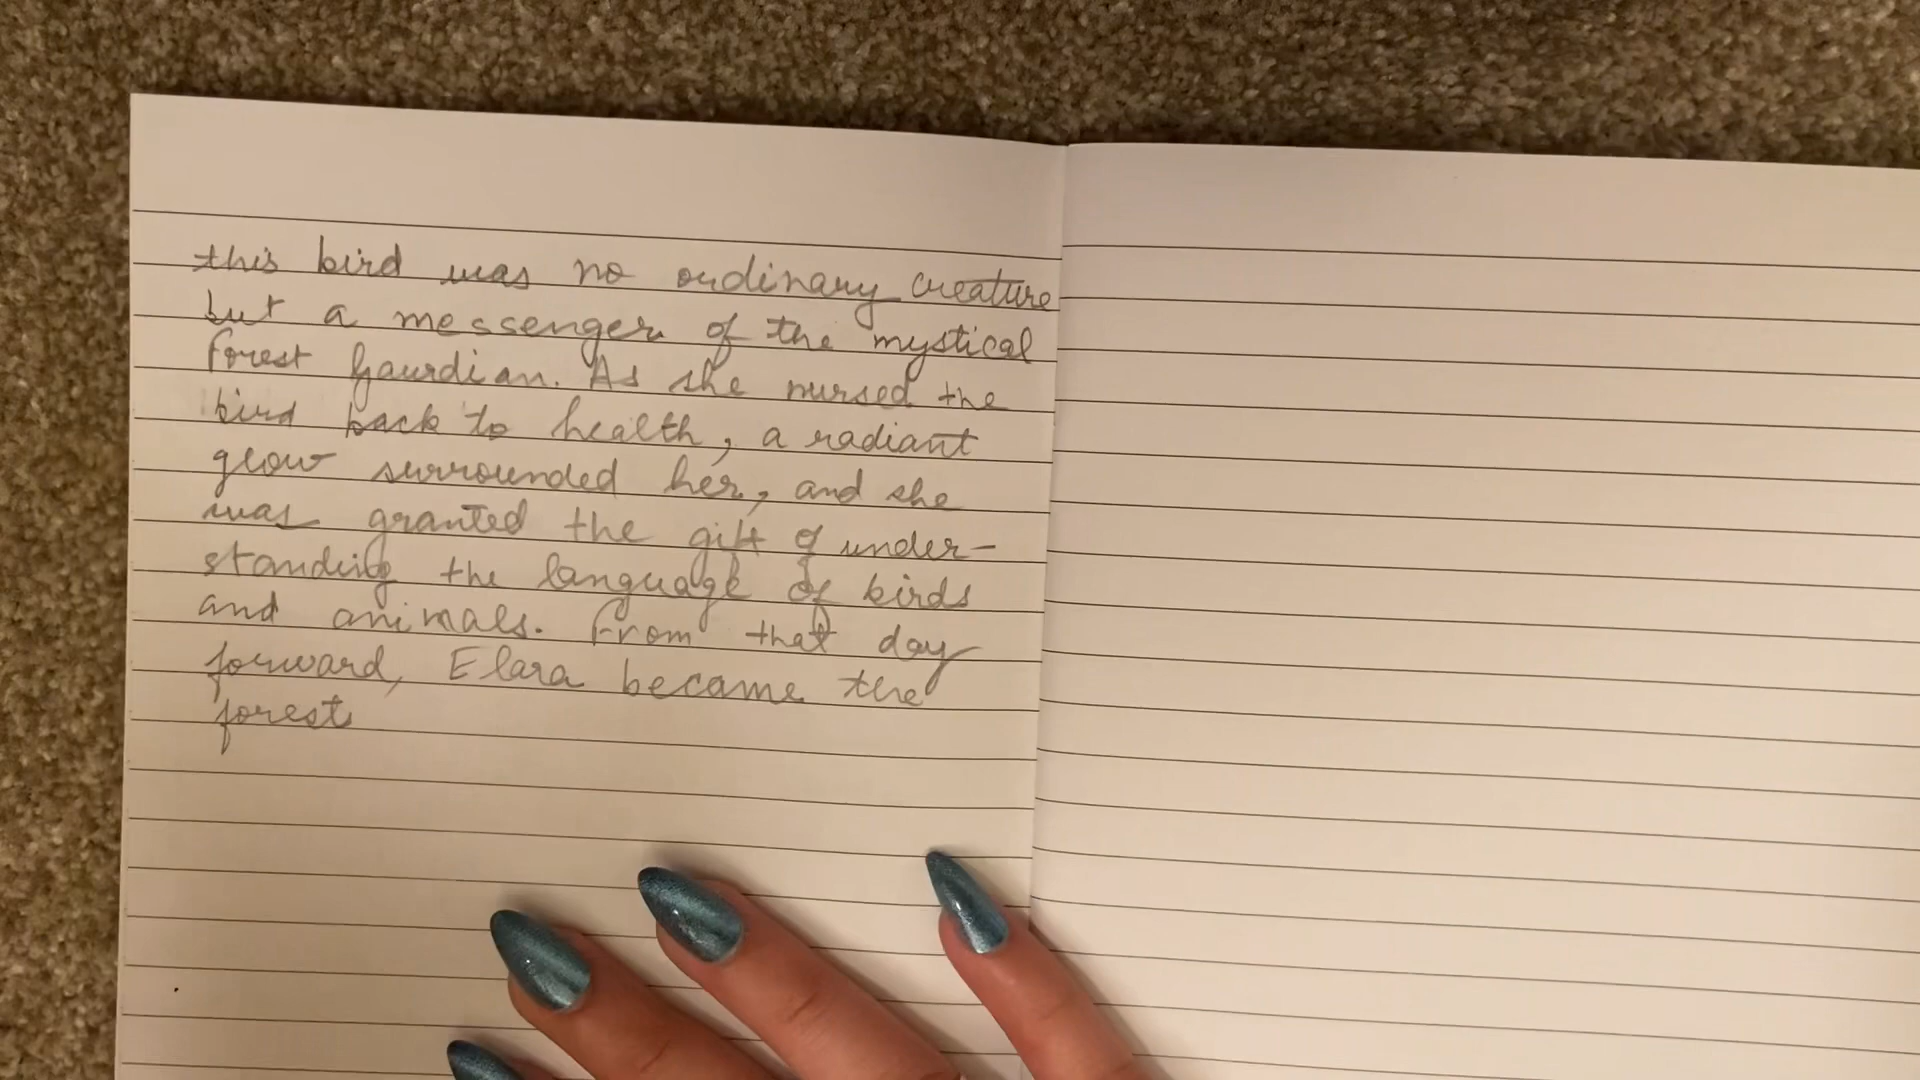 this bird was no ordinary creature
but a messenger of the mystical
forest Gaurdian. As she nursed the
bird back to health, a radiant
glow surrounded her, and she
was granted the gift of under-
standing the language of birds
and animals. From that day
forward, Elara became the
forest